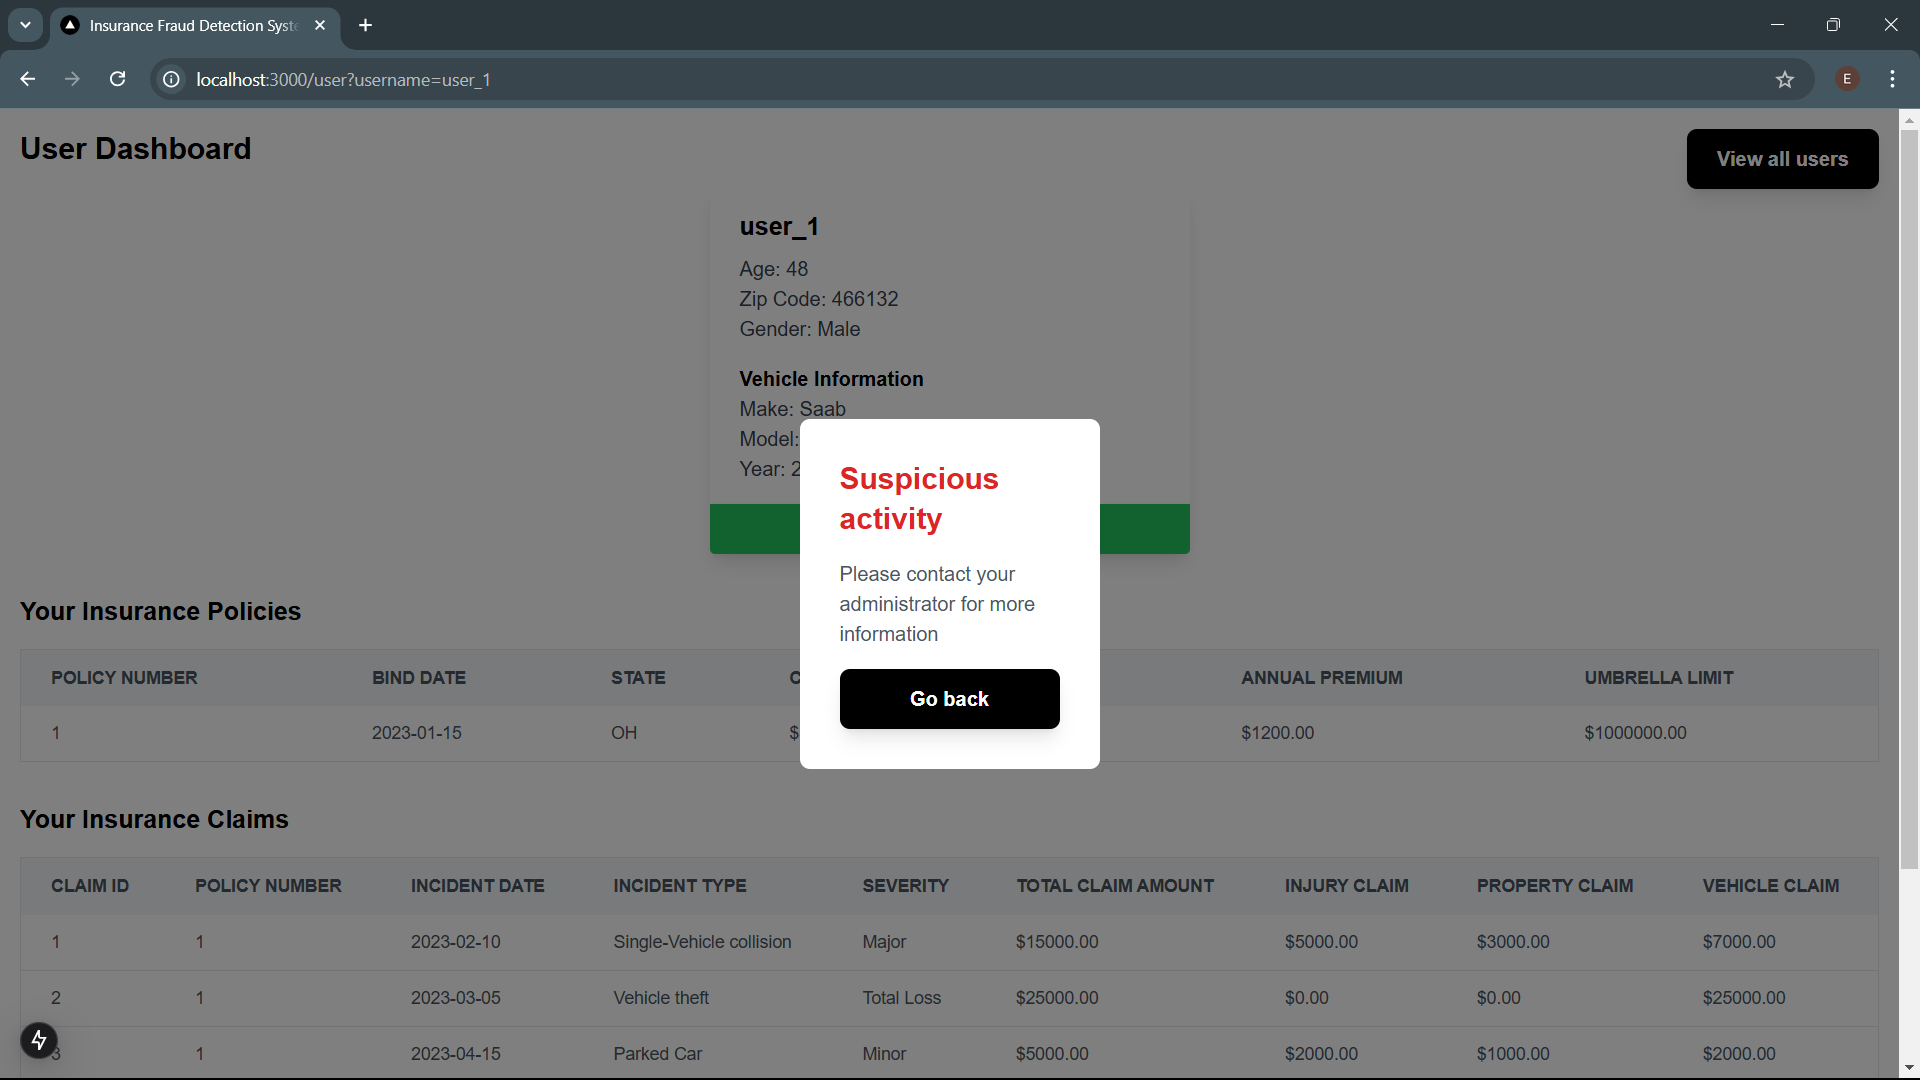 Insurance Fraud Detection Syste
localhost:3000/user?username=user_1
E
User Dashboard
View all users
user_1
Age: 48
Zip Code: 466132
Gender: Male
Vehicle Information
Make: Saab
Model:
Year: 2
Suspicious
activity
Please contact your
administrator for more
information
Go back
Your Insurance Policies
POLICY NUMBER BIND DATE STATE C ANNUAL PREMIUM UMBRELLA LIMIT
1 2023-01-15 OH $ $1200.00 $1000000.00
Your Insurance Claims
CLAIM ID POLICY NUMBER INCIDENT DATE INCIDENT TYPE SEVERITY TOTAL CLAIM AMOUNT INJURY CLAIM PROPERTY CLAIM VEHICLE CLAIM
1 1 2023-02-10 Single-Vehicle collision Major $15000.00 $5000.00 $3000.00 $7000.00
2 1 2023-03-05 Vehicle theft Total Loss $25000.00 $0.00 $0.00 $25000.00
3 1 2023-04-15 Parked Car Minor $5000.00 $2000.00 $1000.00 $2000.00